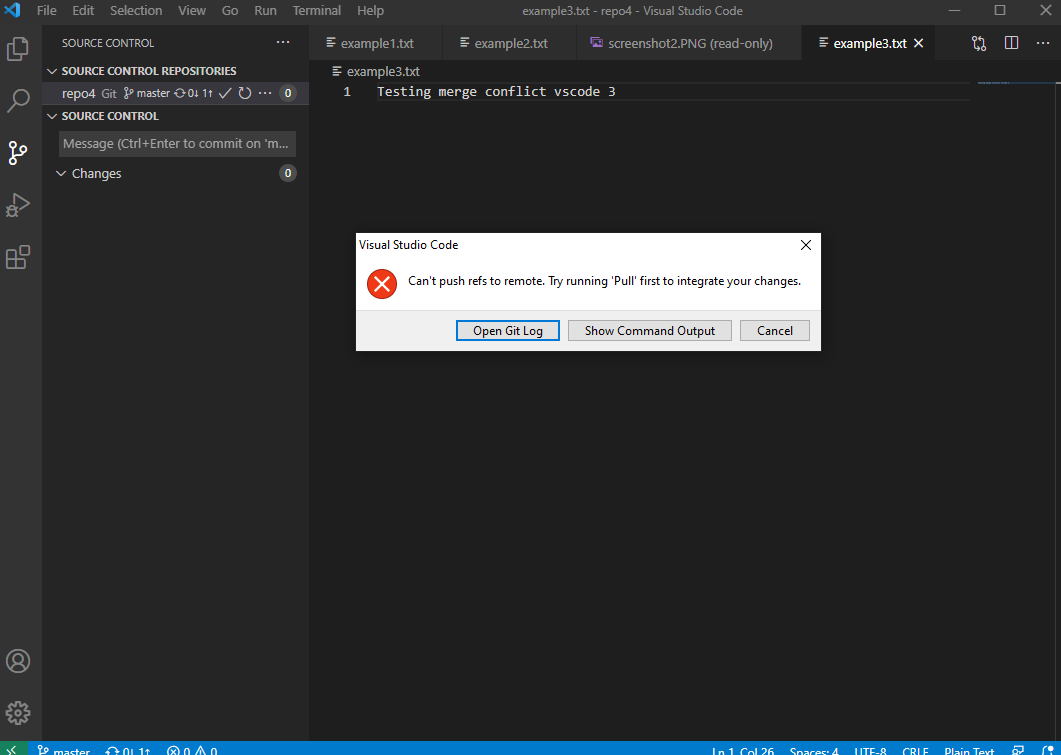 File Edit Selection View Go Run Terminal Help
example3.txt - repo4 - Visual Studio Code
SOURCE CONTROL
example1.txt
example2.txt
screenshot2.PNG (read-only)
example3.txt
SOURCE CONTROL REPOSITORIES
example3.txt
repo4 Git master 0↓ 1↑ 0
1 Testing merge conflict vscode 3
SOURCE CONTROL
Message (Ctrl+Enter to commit on 'm...
Changes 0
Visual Studio Code
Can't push refs to remote. Try running 'Pull' first to integrate your changes.
Open Git Log
Show Command Output
Cancel
master 0↓ 1↑ 0 0
Ln 1, Col 26 Spaces: 4 UTF-8 CRLF Plain Text